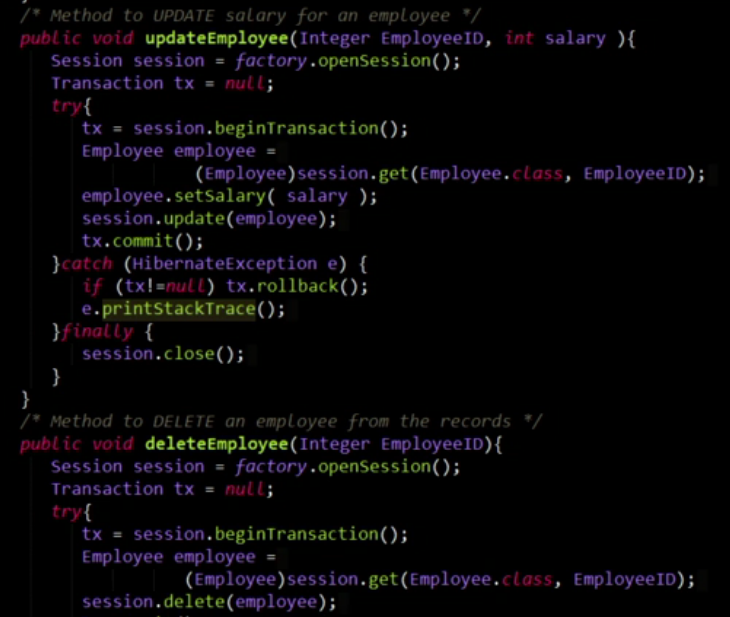 /* Method to UPDATE salary for an employee */
public void updateEmployee(Integer EmployeeID, int salary ){
Session session = factory.openSession();
Transaction tx = null;
try{
tx = session.beginTransaction();
Employee employee =
(Employee)session.get(Employee.class, EmployeeID);
employee.setSalary( salary );
session.update(employee);
tx.commit();
}catch (HibernateException e) {
if (tx!=null) tx.rollback();
e.printStackTrace();
}finally {
session.close();
}
}
/* Method to DELETE an employee from the records */
public void deleteEmployee(Integer EmployeeID){
Session session = factory.openSession();
Transaction tx = null;
try{
tx = session.beginTransaction();
Employee employee =
(Employee)session.get(Employee.class, EmployeeID);
session.delete(employee);